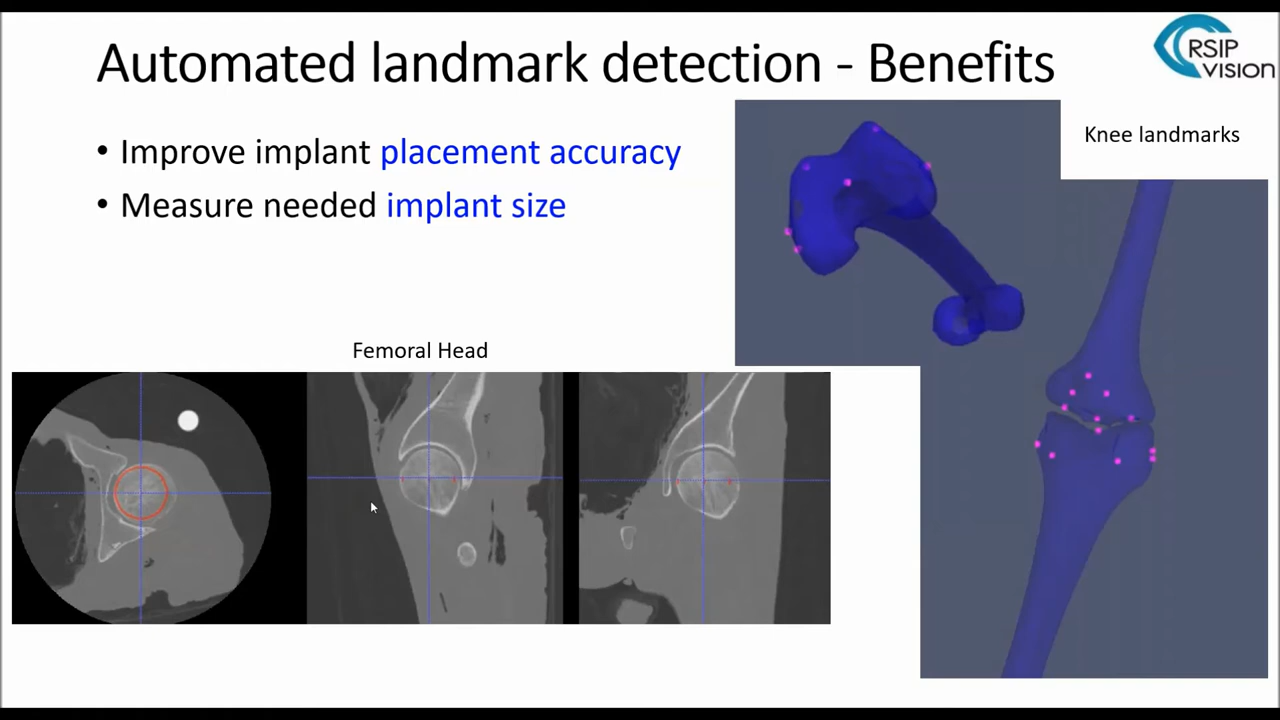 Automated landmark detection - Benefits
RSIP
VISION
• Improve implant placement accuracy
• Measure needed implant size
Knee landmarks
Femoral Head